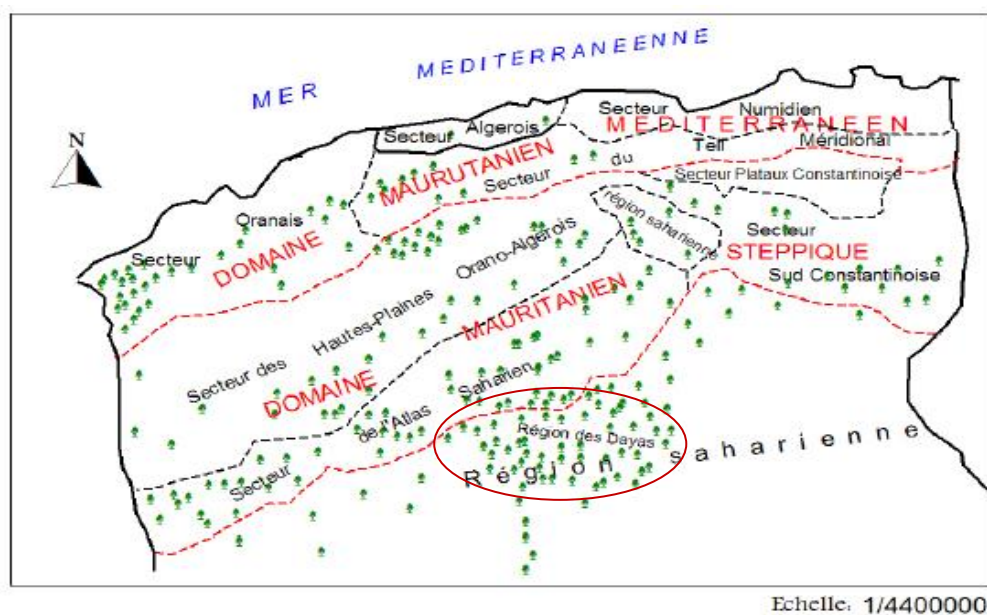 MER MEDITERRANEENNE
N
Secteur Algerois
Secteur Numidien
MEDITERRANEEN
DOMAINE MAURUTANIEN
Secteur Oranais
Secteur du Tell Méridional
Secteur Plataux Constantinoise
région saharienne
Secteur
Sud Constantinoise
STEPPIQUE
Secteur des Hautes-Plaines Orano-Algérois
DOMAINE MAURITANIEN
Secteur de l'Atlas Saharien
Région des Dayas
Région saharienne
Echelle: 1/4400000